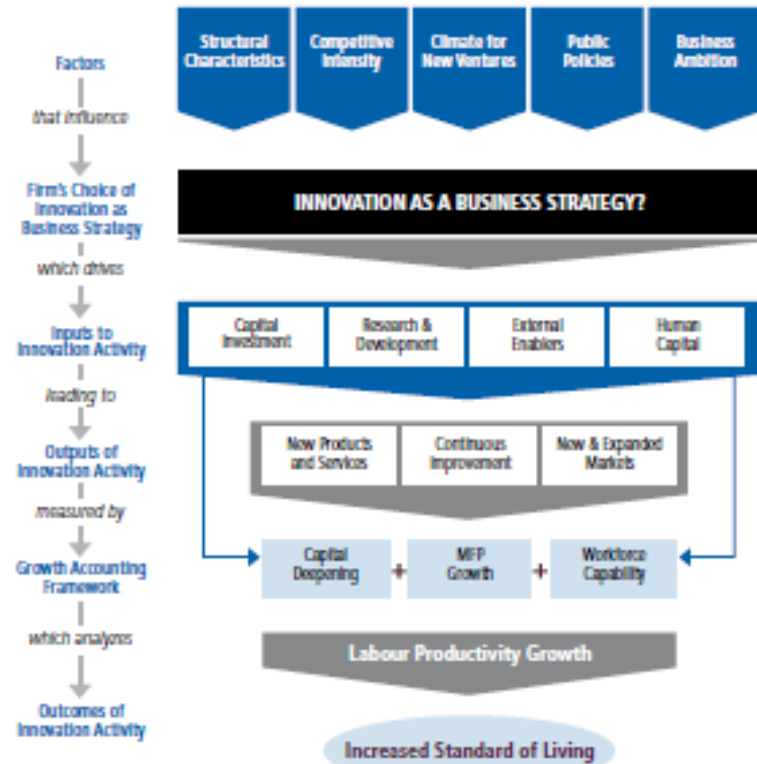 Structural
Characteristics
Competitive
Intensity
Climate for
New Ventures
Public
Policies
Business
Ambition
Factors
that influence
Firm's Choice of
Innovation as
Business Strategy
INNOVATION AS A BUSINESS STRATEGY?
which drives
Inputs to
Innovation Activity
Capital
Investment
Research &
Development
External
Enablers
Human
Capital
leading to
Outputs of
Innovation Activity
New Products
and Services
Continuous
Improvement
New & Expanded
Markets
measured by
Growth Accounting
Framework
Capital
Deepening
+
MFP
Growth
+
Workforce
Capability
which analyzes
Labour Productivity Growth
Outcomes of
Innovation Activity
Increased Standard of Living